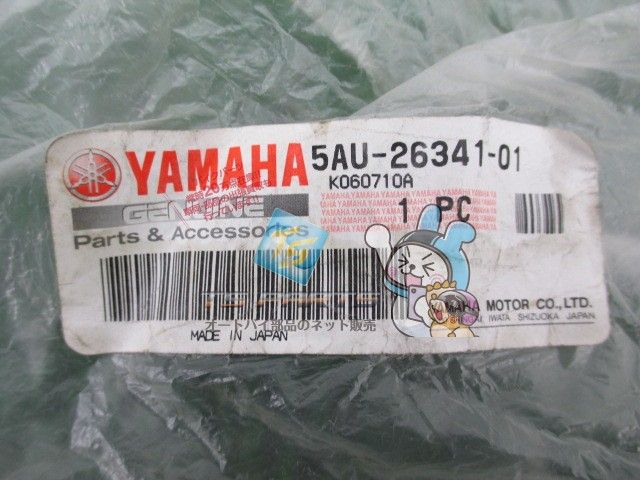 YAMAHA 5AU-26341-01
K060710A
GENUINE
1 PC
Parts & Accessories
MAHA MOTOR CO., LTD.
IWATA SHIZUOKA JAPAN
オートバイ部品のネット販売
MADE IN JAPAN